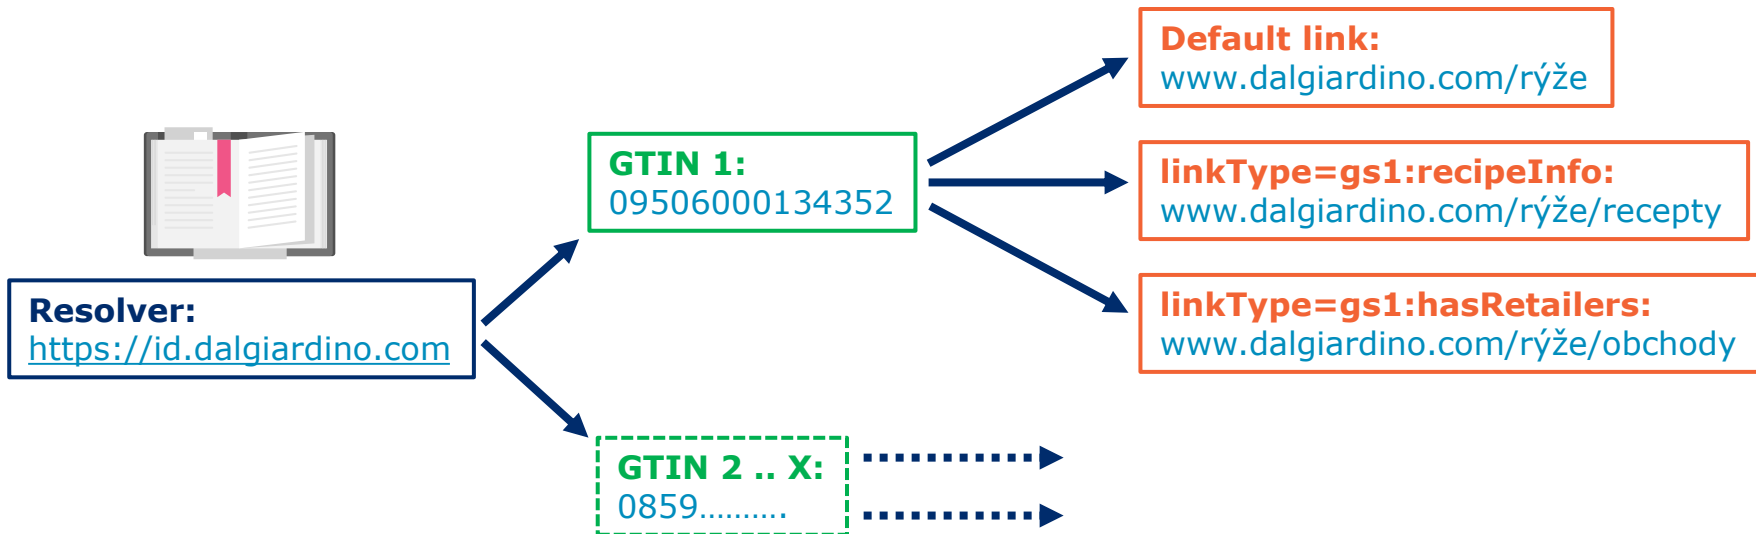 Default link:
www.dalgiardino.com/rýže
GTIN 1:
09506000134352
linkType=gs1:recipeInfo:
www.dalgiardino.com/rýže/recepty
Resolver:
https://id.dalgiardino.com
linkType=gs1:hasRetailers:
www.dalgiardino.com/rýže/obchody
GTIN 2 .. X:
0859..........